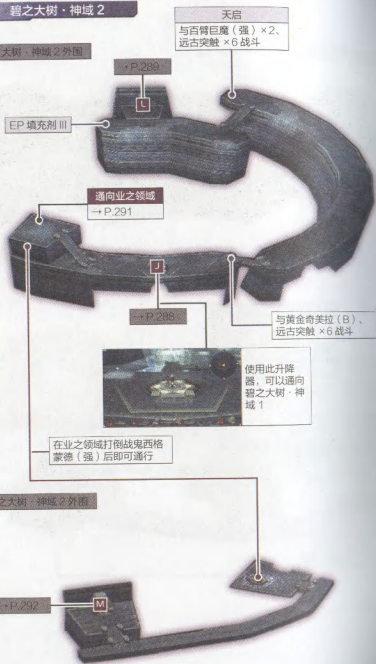 碧之大树·神域 2
天启
与百臂巨魔（强）×2、
远古突触 ×6 战斗
大树·神域 2 外围
→P.289
L
EP 填充剂 III
通向业之领域
→ P.291
J
→P.288
与黄金奇美拉（B）、
远古突触 ×6 战斗
使用此升降
器，可以通向
碧之大树·神
域 1
在业之领域打倒战鬼西格
蒙德（强）后即可通行
之大树·神域 2 外围
→P.292
M